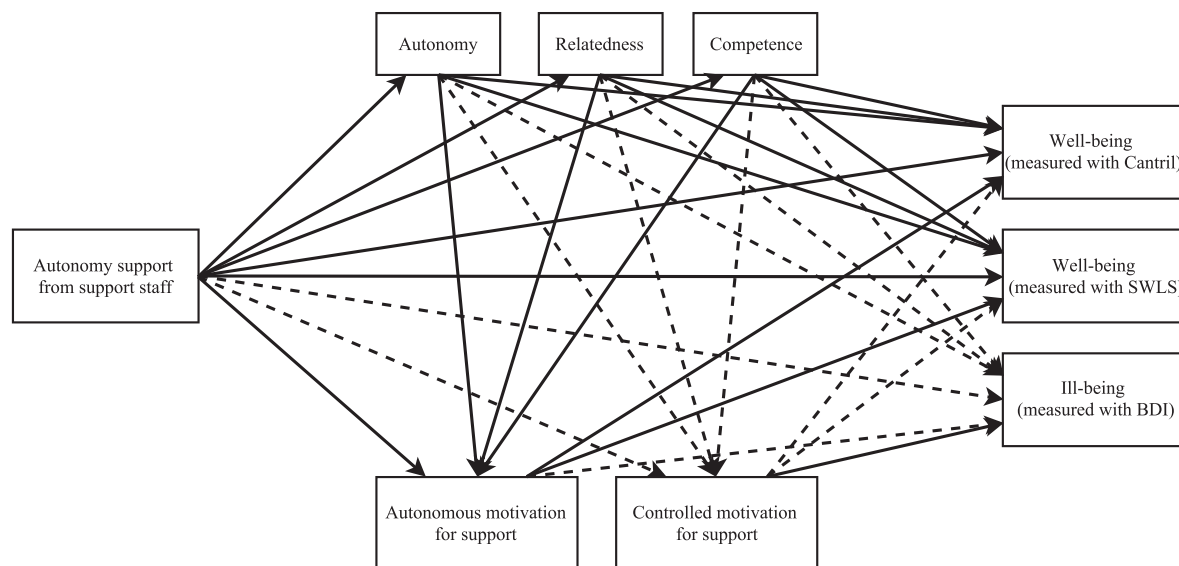 Autonomy
Relatedness
Competence
Well-being
(measured with Cantril)
Autonomy support
from support staff
Well-being
(measured with SWLS)
Ill-being
(measured with BDI)
Autonomous motivation
for support
Controlled motivation
for support